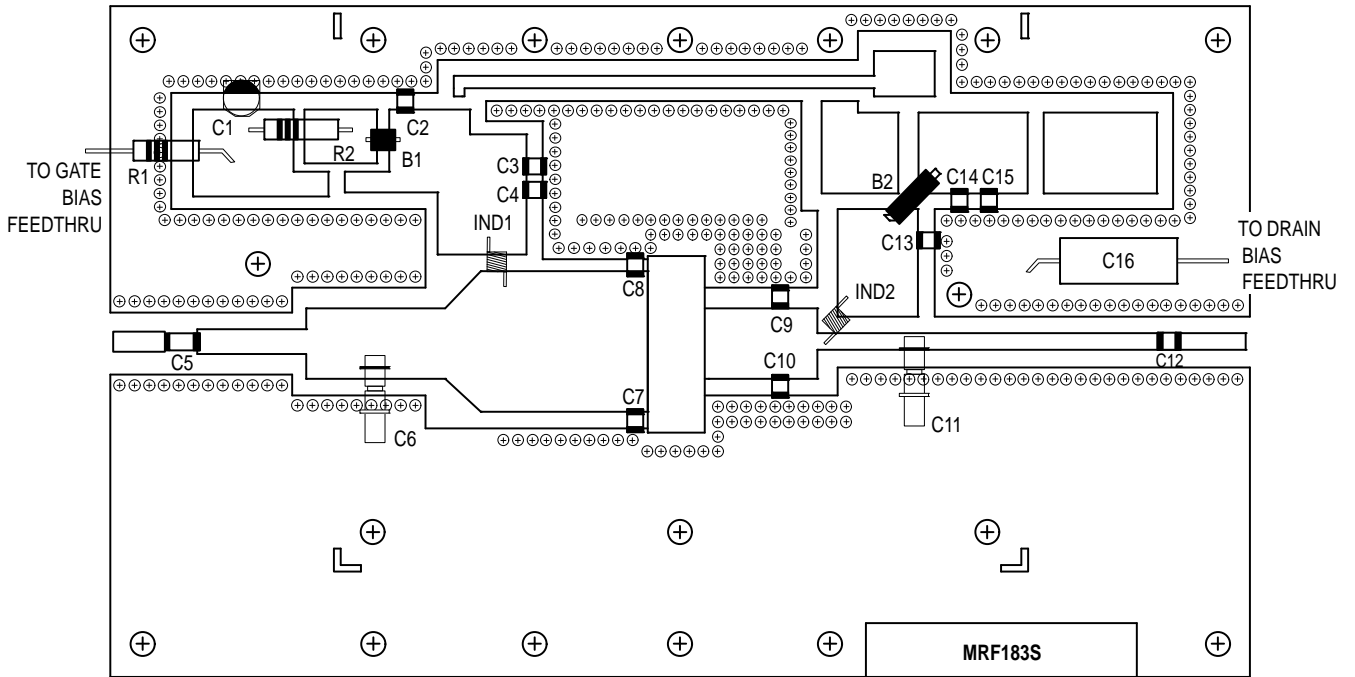 C1
C2
R2
B1
R1
TO GATE
BIAS
FEEDTHRU
C3
C4
IND1
B2
C14 C15
C13
TO DRAIN
BIAS
FEEDTHRU
C16
C8
C9
IND2
C5
C12
C10
C7
C6
C11
MRF183S